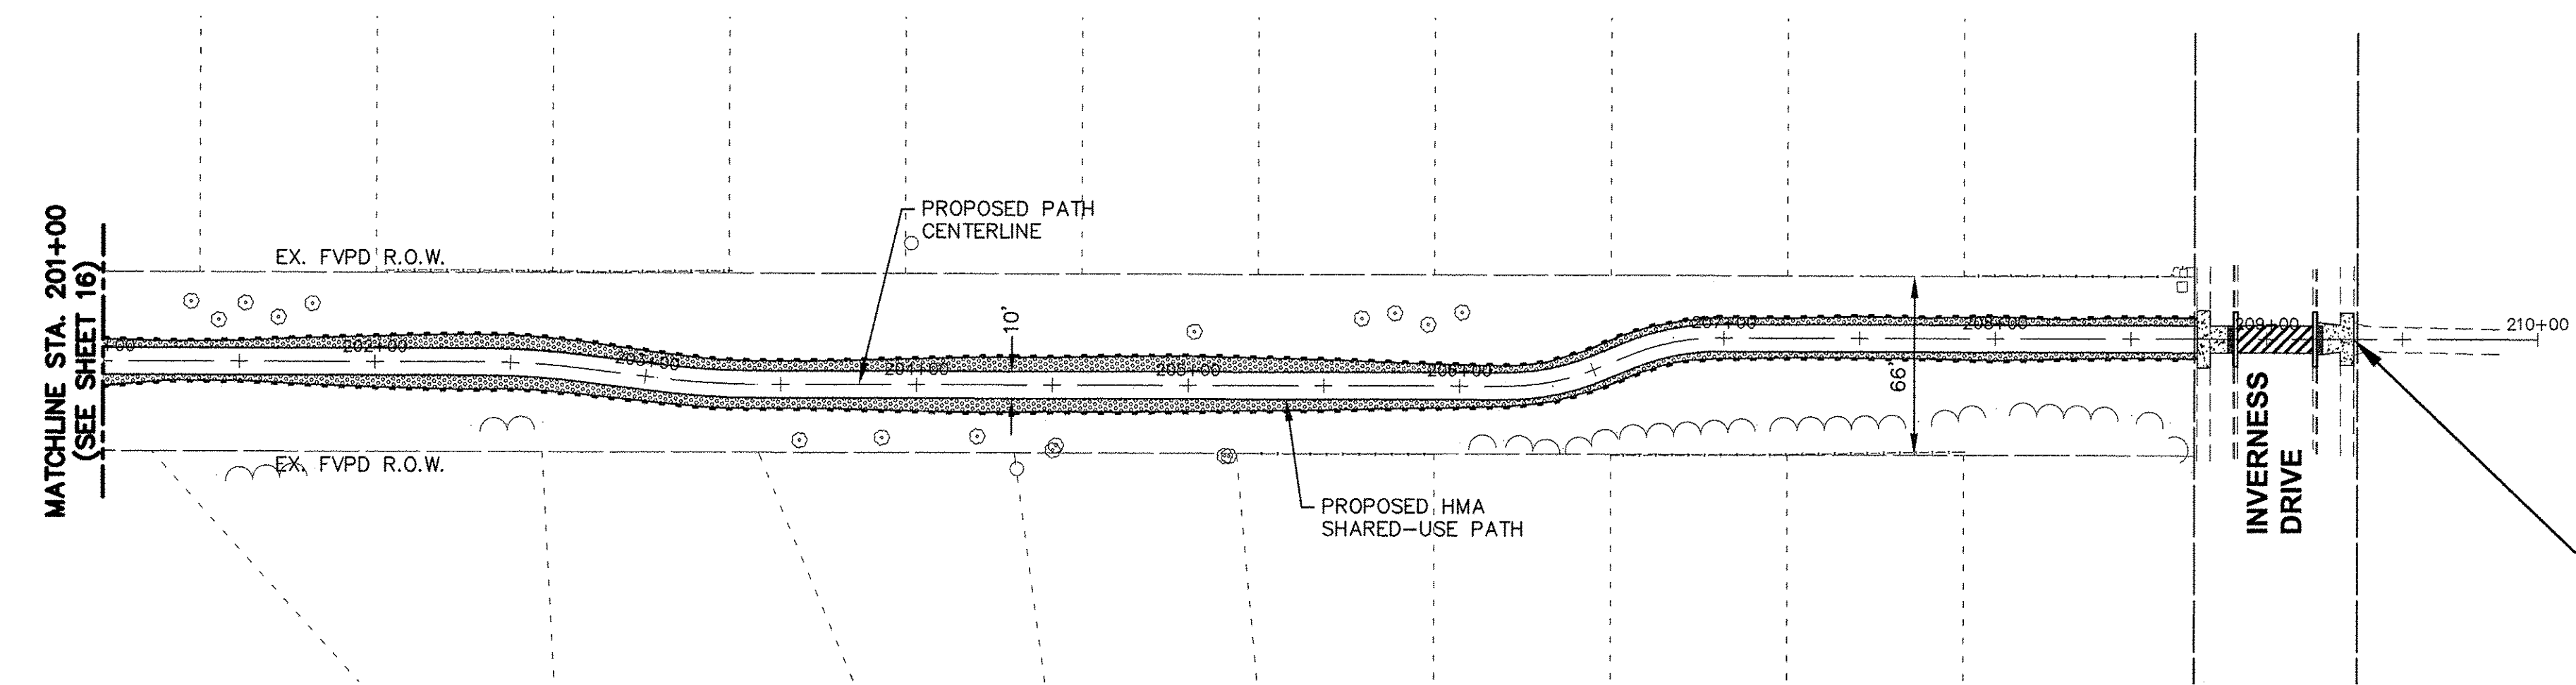 MATCHLINE STA. 201+00
(SEE SHEET 16)
EX. FVPD R.O.W.
PROPOSED PATH
CENTERLINE
10'
+00
202+00
203+00
204+00
205+00
206+00
207+00
208+00
209+00
210+00
66'
EX. FVPD R.O.W.
PROPOSED HMA
SHARED-USE PATH
INVERNESS
DRIVE